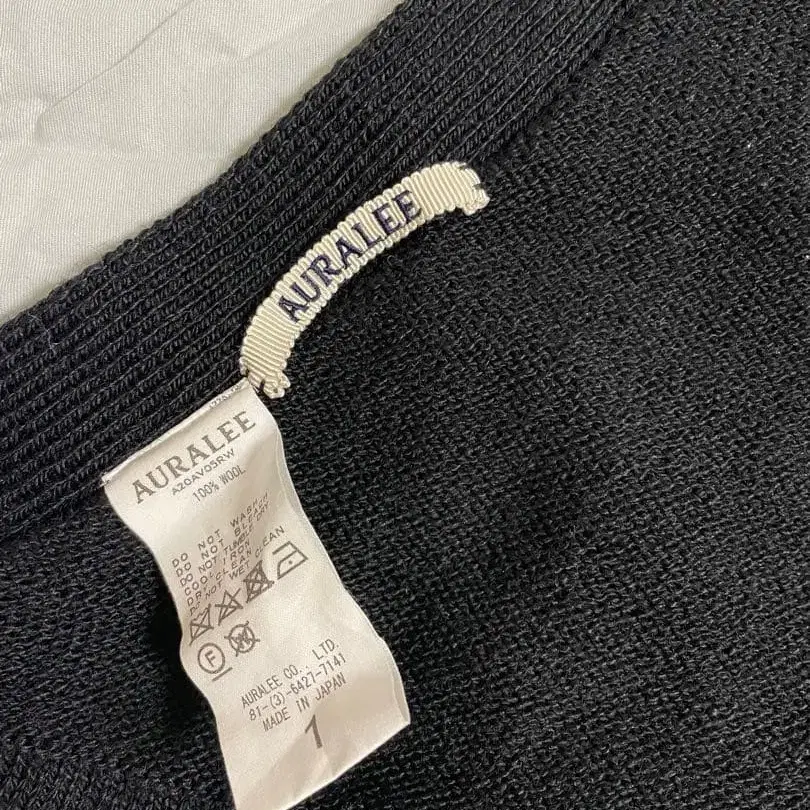 AURALEE
AURALEE
A20AV05RW
100% WOOL
DO NOT WASH
DO NOT BLEACH
DO NOT TUMBLE DRY
COOL IRON
DRY CLEAN
DO NOT WET CLEAN
F
W
AURALEE CO., LTD.
81-(3)-6427-7141
MADE IN JAPAN
1